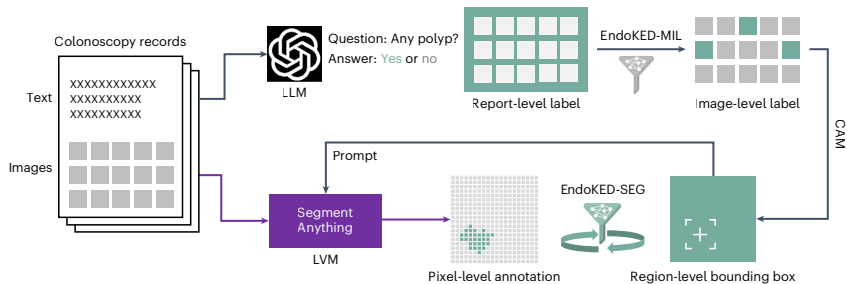 Colonoscopy records
Text
XXXXXXXXXXXX
XXXXXXXXXX
XXXXXXXXXX
Images
LLM
Question: Any polyp?
Answer: Yes or no
Report-level label
EndoKED-MIL
Image-level label
CAM
Prompt
Segment
Anything
LVM
Pixel-level annotation
EndoKED-SEG
Region-level bounding box